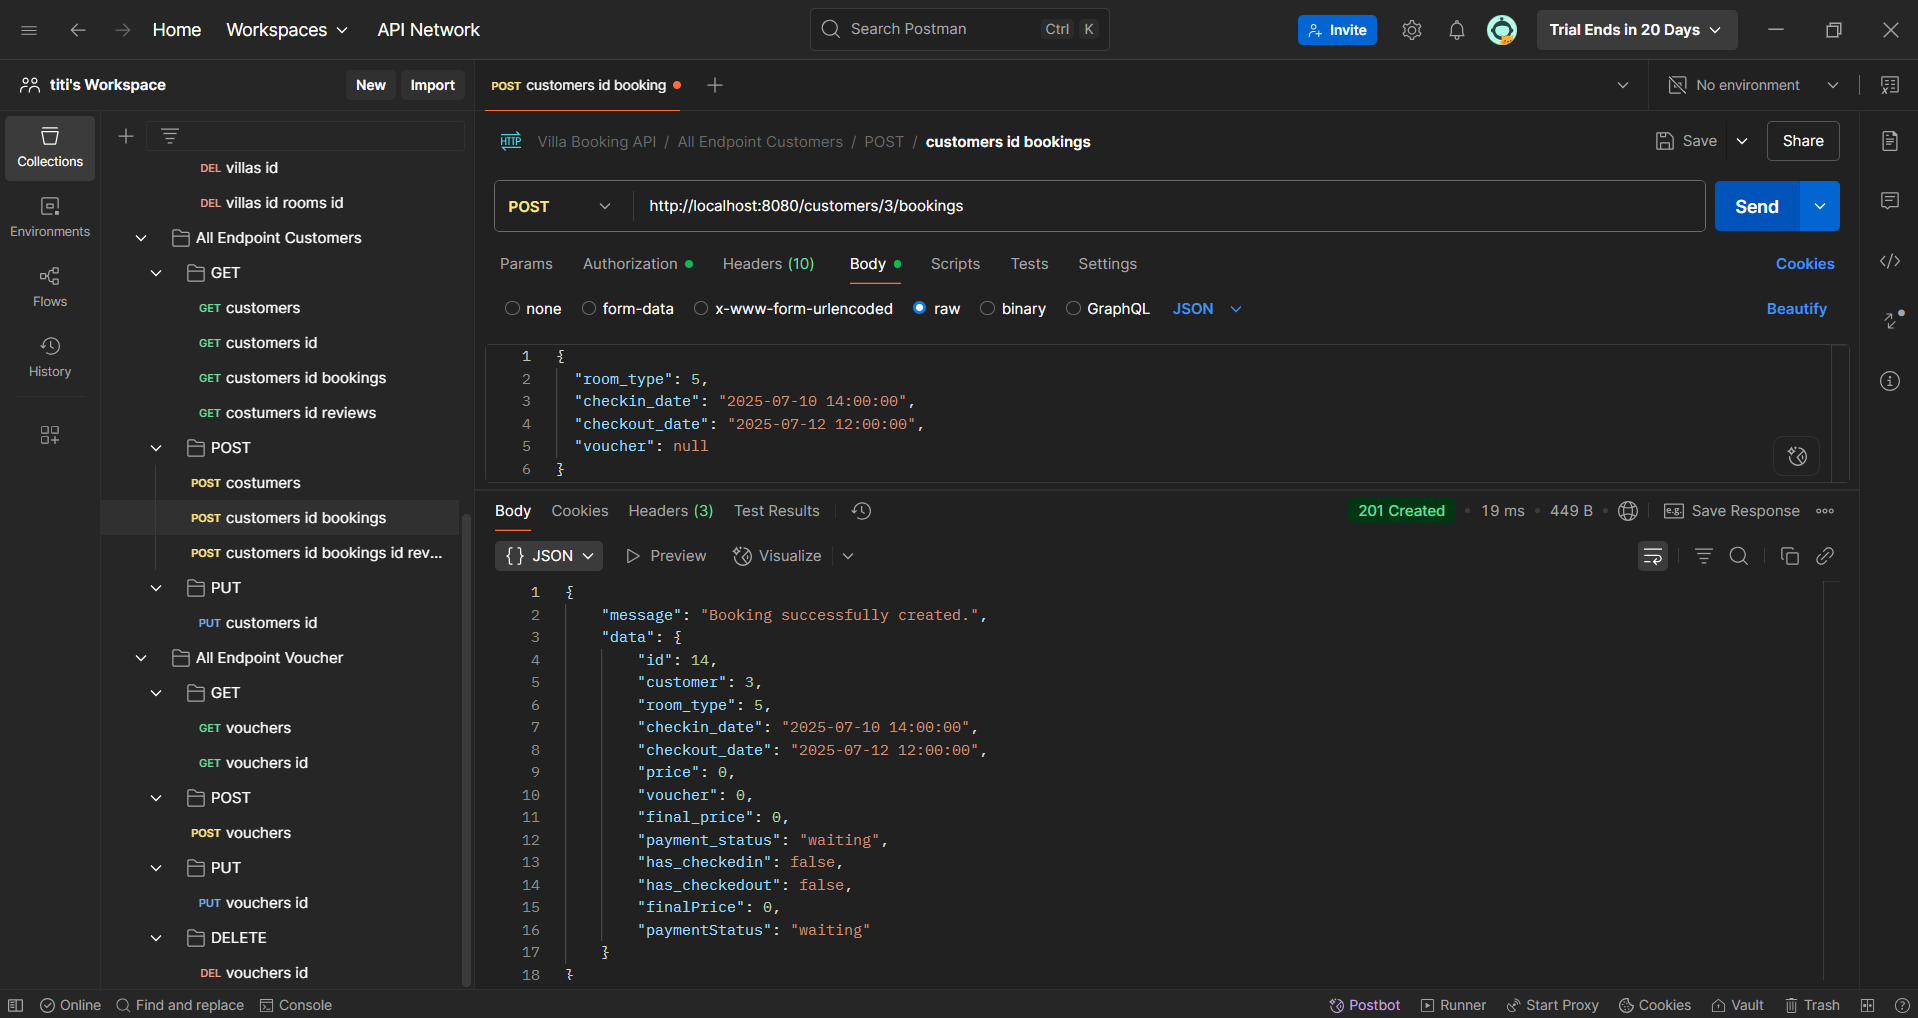 Home
Workspaces
API Network
Search Postman
Ctrl
K
Invite
Trial Ends in 20 Days
titi's Workspace
New
Import
POST customers id booking
No environment
Collections
Environments
Flows
History
DEL villas id
DEL villas id rooms id
All Endpoint Customers
GET
GET customers
GET customers id
GET customers id bookings
GET costumers id reviews
POST
POST costumers
POST customers id bookings
POST customers id bookings id rev...
PUT
PUT customers id
All Endpoint Voucher
GET
GET vouchers
GET vouchers id
POST
POST vouchers
PUT
PUT vouchers id
DELETE
DEL vouchers id
HTTP Villa Booking API / All Endpoint Customers / POST / customers id bookings
Save
Share
POST
http://localhost:8080/customers/3/bookings
Send
Params
Authorization
Headers (10)
Body
Scripts
Tests
Settings
Cookies
none
form-data
x-www-form-urlencoded
raw
binary
GraphQL
JSON
Beautify
1 {
2 "room_type": 5,
3 "checkin_date": "2025-07-10 14:00:00",
4 "checkout_date": "2025-07-12 12:00:00",
5 "voucher": null
6 }
Body
Cookies
Headers (3)
Test Results
201 Created
19 ms
449 B
e.g. Save Response
{} JSON
Preview
Visualize
1 {
2 "message": "Booking successfully created.",
3 "data": {
4 "id": 14,
5 "customer": 3,
6 "room_type": 5,
7 "checkin_date": "2025-07-10 14:00:00",
8 "checkout_date": "2025-07-12 12:00:00",
9 "price": 0,
10 "voucher": 0,
11 "final_price": 0,
12 "payment_status": "waiting",
13 "has_checkedin": false,
14 "has_checkedout": false,
15 "finalPrice": 0,
16 "paymentStatus": "waiting"
17 }
18 }
Online
Find and replace
Console
Postbot
Runner
Start Proxy
Cookies
Vault
Trash